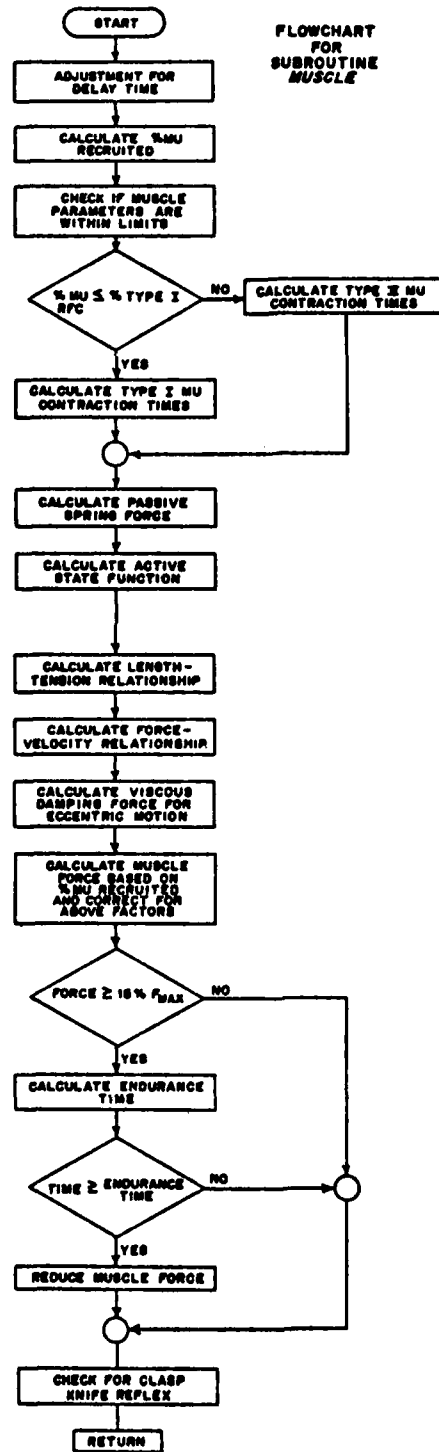 START
FLOWCHART
FOR
SUBROUTINE
MUSCLE
ADJUSTMENT FOR
DELAY TIME
CALCULATE %MU
RECRUITED
CHECK IF MUSCLE
PARAMETERS ARE
WITHIN LIMITS
% MU ≤ % TYPE I
RFC
NO
CALCULATE TYPE II MU
CONTRACTION TIMES
YES
CALCULATE TYPE I MU
CONTRACTION TIMES
CALCULATE PASSIVE
SPRING FORCE
CALCULATE ACTIVE
STATE FUNCTION
CALCULATE LENGTH-
TENSION RELATIONSHIP
CALCULATE FORCE-
VELOCITY RELATIONSHIP
CALCULATE VISCOUS
DAMPING FORCE FOR
ECCENTRIC MOTION
CALCULATE MUSCLE
FORCE BASED ON
%MU RECRUITED
AND CORRECT FOR
ABOVE FACTORS
FORCE ≥ 15% FMAX
NO
YES
CALCULATE ENDURANCE
TIME
TIME ≥ ENDURANCE
TIME
NO
YES
REDUCE MUSCLE FORCE
CHECK FOR CLASP
KNIFE REFLEX
RETURN